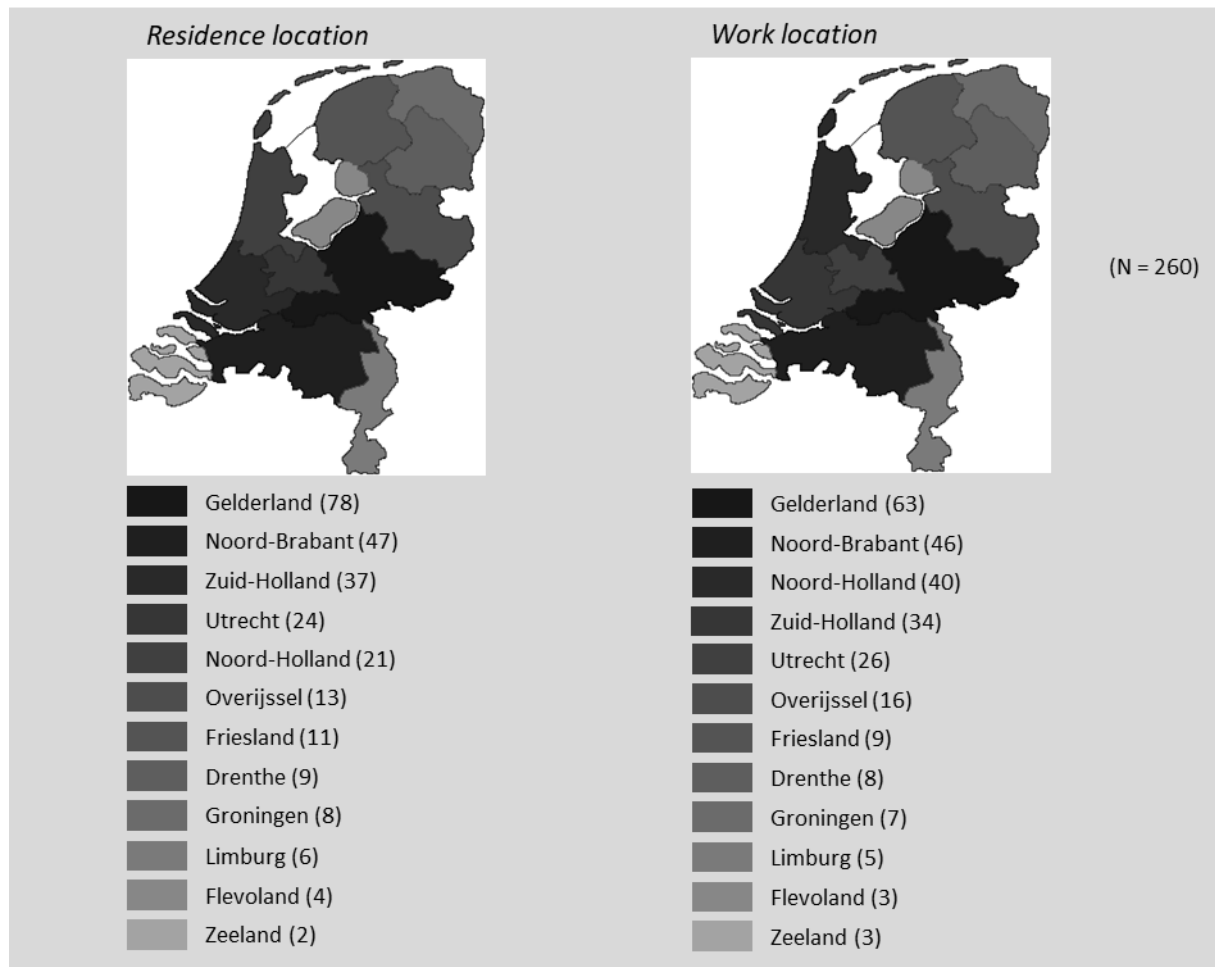 Residence location
Gelderland (78)
Noord-Brabant (47)
Zuid-Holland (37)
Utrecht (24)
Noord-Holland (21)
Overijssel (13)
Friesland (11)
Drenthe (9)
Groningen (8)
Limburg (6)
Flevoland (4)
Zeeland (2)
Work location
Gelderland (63)
Noord-Brabant (46)
Noord-Holland (40)
Zuid-Holland (34)
Utrecht (26)
Overijssel (16)
Friesland (9)
Drenthe (8)
Groningen (7)
Limburg (5)
Flevoland (3)
Zeeland (3)
(N = 260)